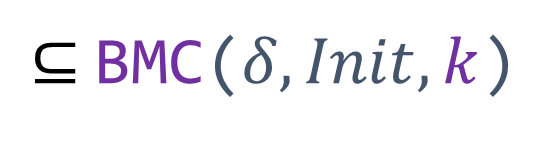 ⊆ BMC(δ, Init, k)